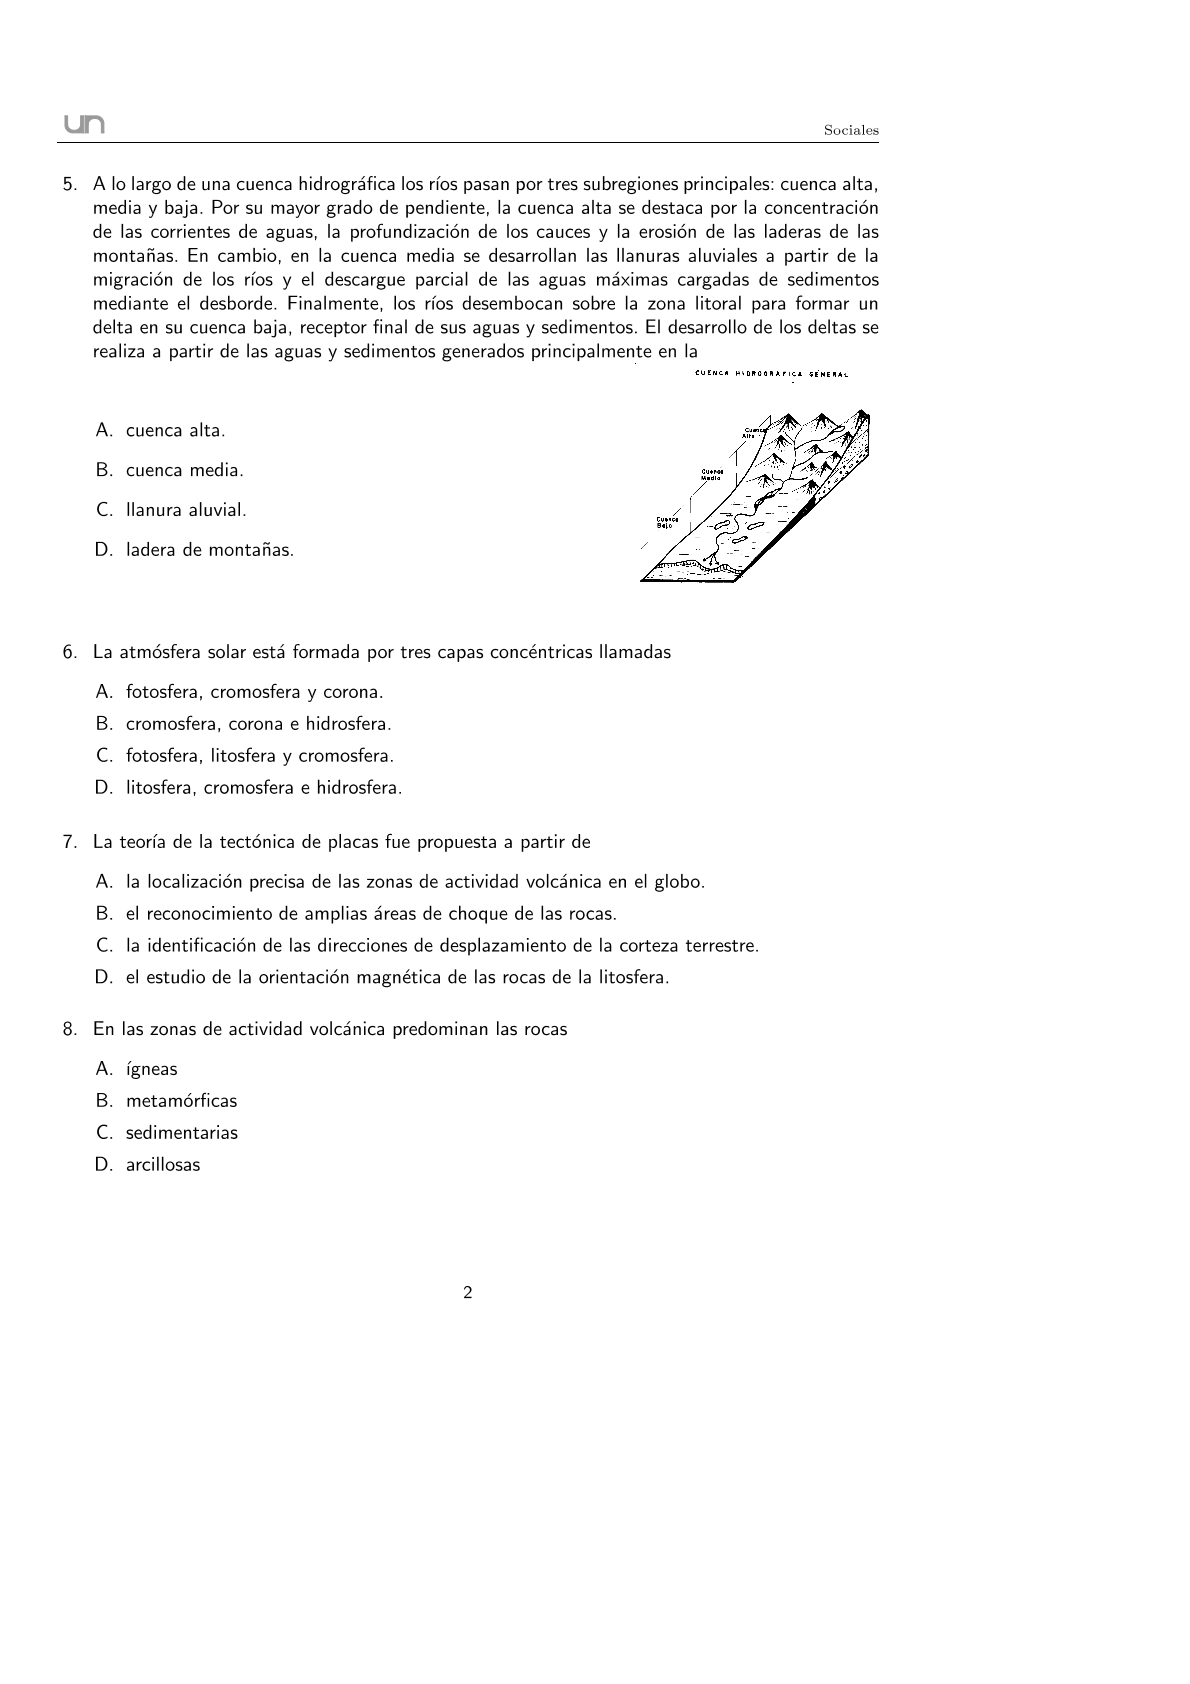 un
Sociales
5. A lo largo de una cuenca hidrográfica los ríos pasan por tres subregiones principales: cuenca alta,
media y baja. Por su mayor grado de pendiente, la cuenca alta se destaca por la concentración
de las corrientes de aguas, la profundización de los cauces y la erosión de las laderas de las
montañas. En cambio, en la cuenca media se desarrollan las llanuras aluviales a partir de la
migración de los ríos y el descargue parcial de las aguas máximas cargadas de sedimentos
mediante el desborde. Finalmente, los ríos desembocan sobre la zona litoral para formar un
delta en su cuenca baja, receptor final de sus aguas y sedimentos. El desarrollo de los deltas se
realiza a partir de las aguas y sedimentos generados principalmente en la
CUENCA HIDROGRAFICA GENERAL
Cuenca
Alta
Cuenca
Media
Cuenca
Baja
A. cuenca alta.
B. cuenca media.
C. llanura aluvial.
D. ladera de montañas.
6. La atmósfera solar está formada por tres capas concéntricas llamadas
A. fotosfera, cromosfera y corona.
B. cromosfera, corona e hidrosfera.
C. fotosfera, litosfera y cromosfera.
D. litosfera, cromosfera e hidrosfera.
7. La teoría de la tectónica de placas fue propuesta a partir de
A. la localización precisa de las zonas de actividad volcánica en el globo.
B. el reconocimiento de amplias áreas de choque de las rocas.
C. la identificación de las direcciones de desplazamiento de la corteza terrestre.
D. el estudio de la orientación magnética de las rocas de la litosfera.
8. En las zonas de actividad volcánica predominan las rocas
A. ígneas
B. metamórficas
C. sedimentarias
D. arcillosas
2